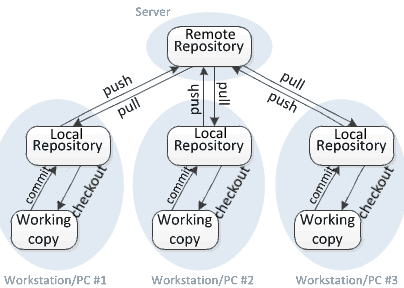 Server
Remote
Repository
push
pull
push
pull
pull
push
Local
Repository
Local
Repository
Local
Repository
commit
checkout
commit
checkout
commit
checkout
Working
copy
Working
copy
Working
copy
Workstation/PC #1
Workstation/PC #2
Workstation/PC #3